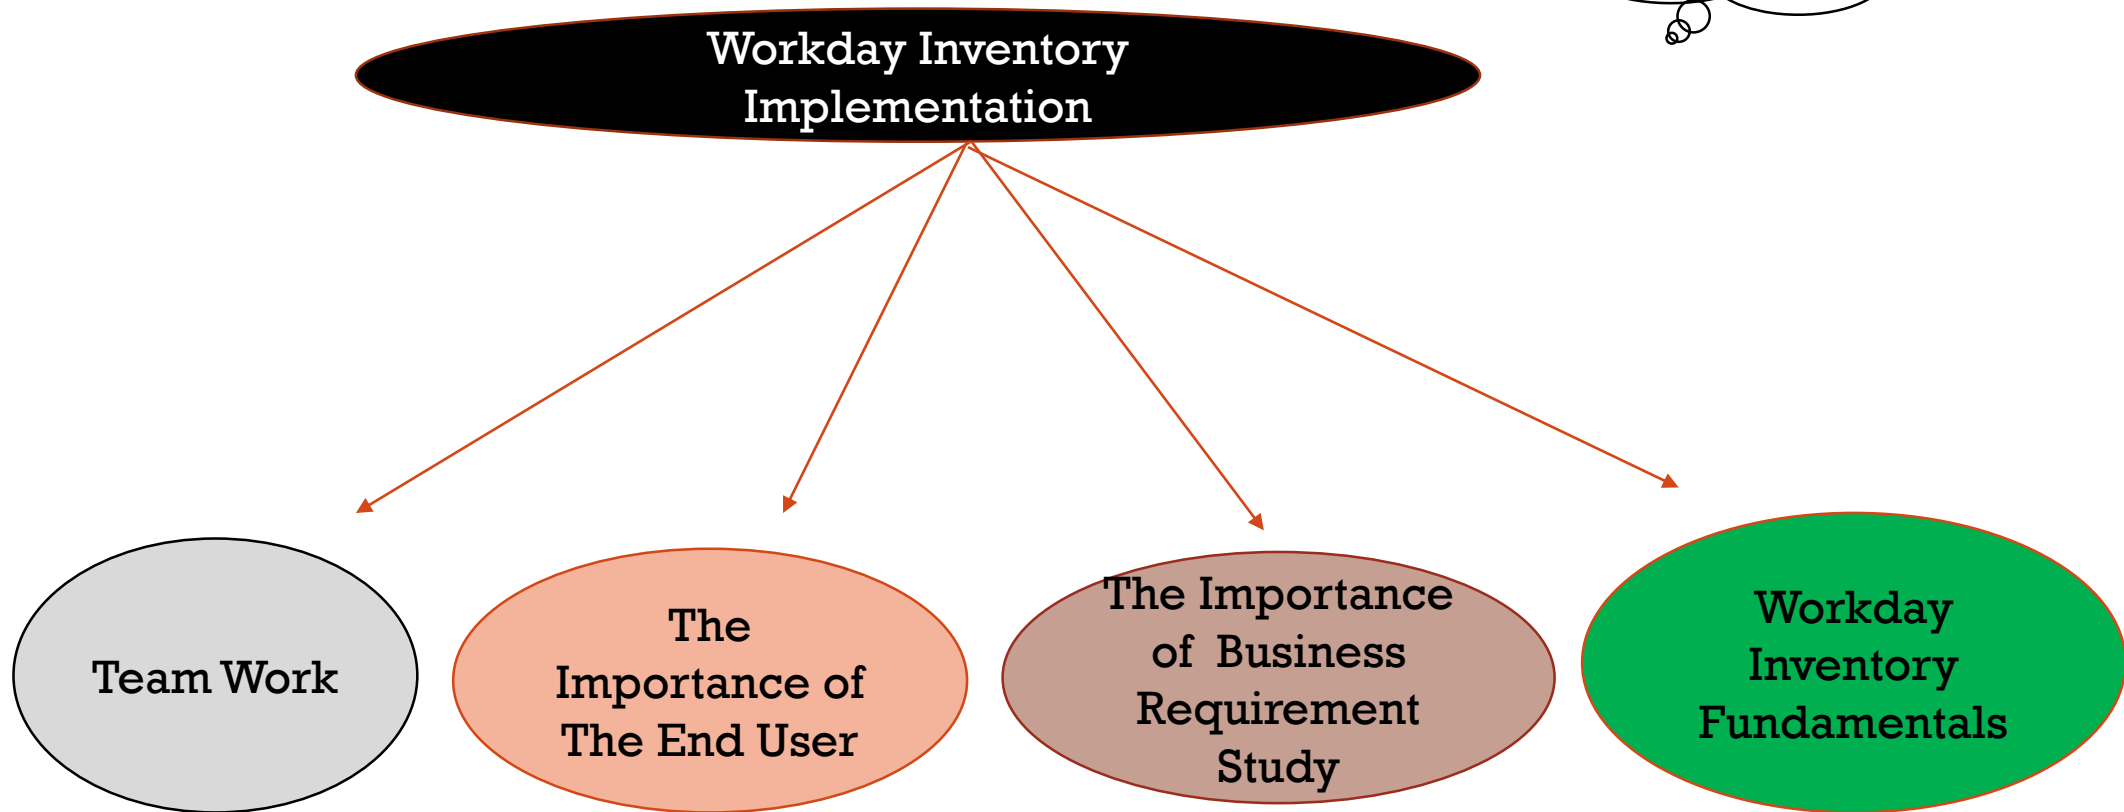 Workday Inventory
Implementation
Team Work
The
Importance of
The End User
The Importance
of  Business
Requirement
Study
Workday
Inventory
Fundamentals